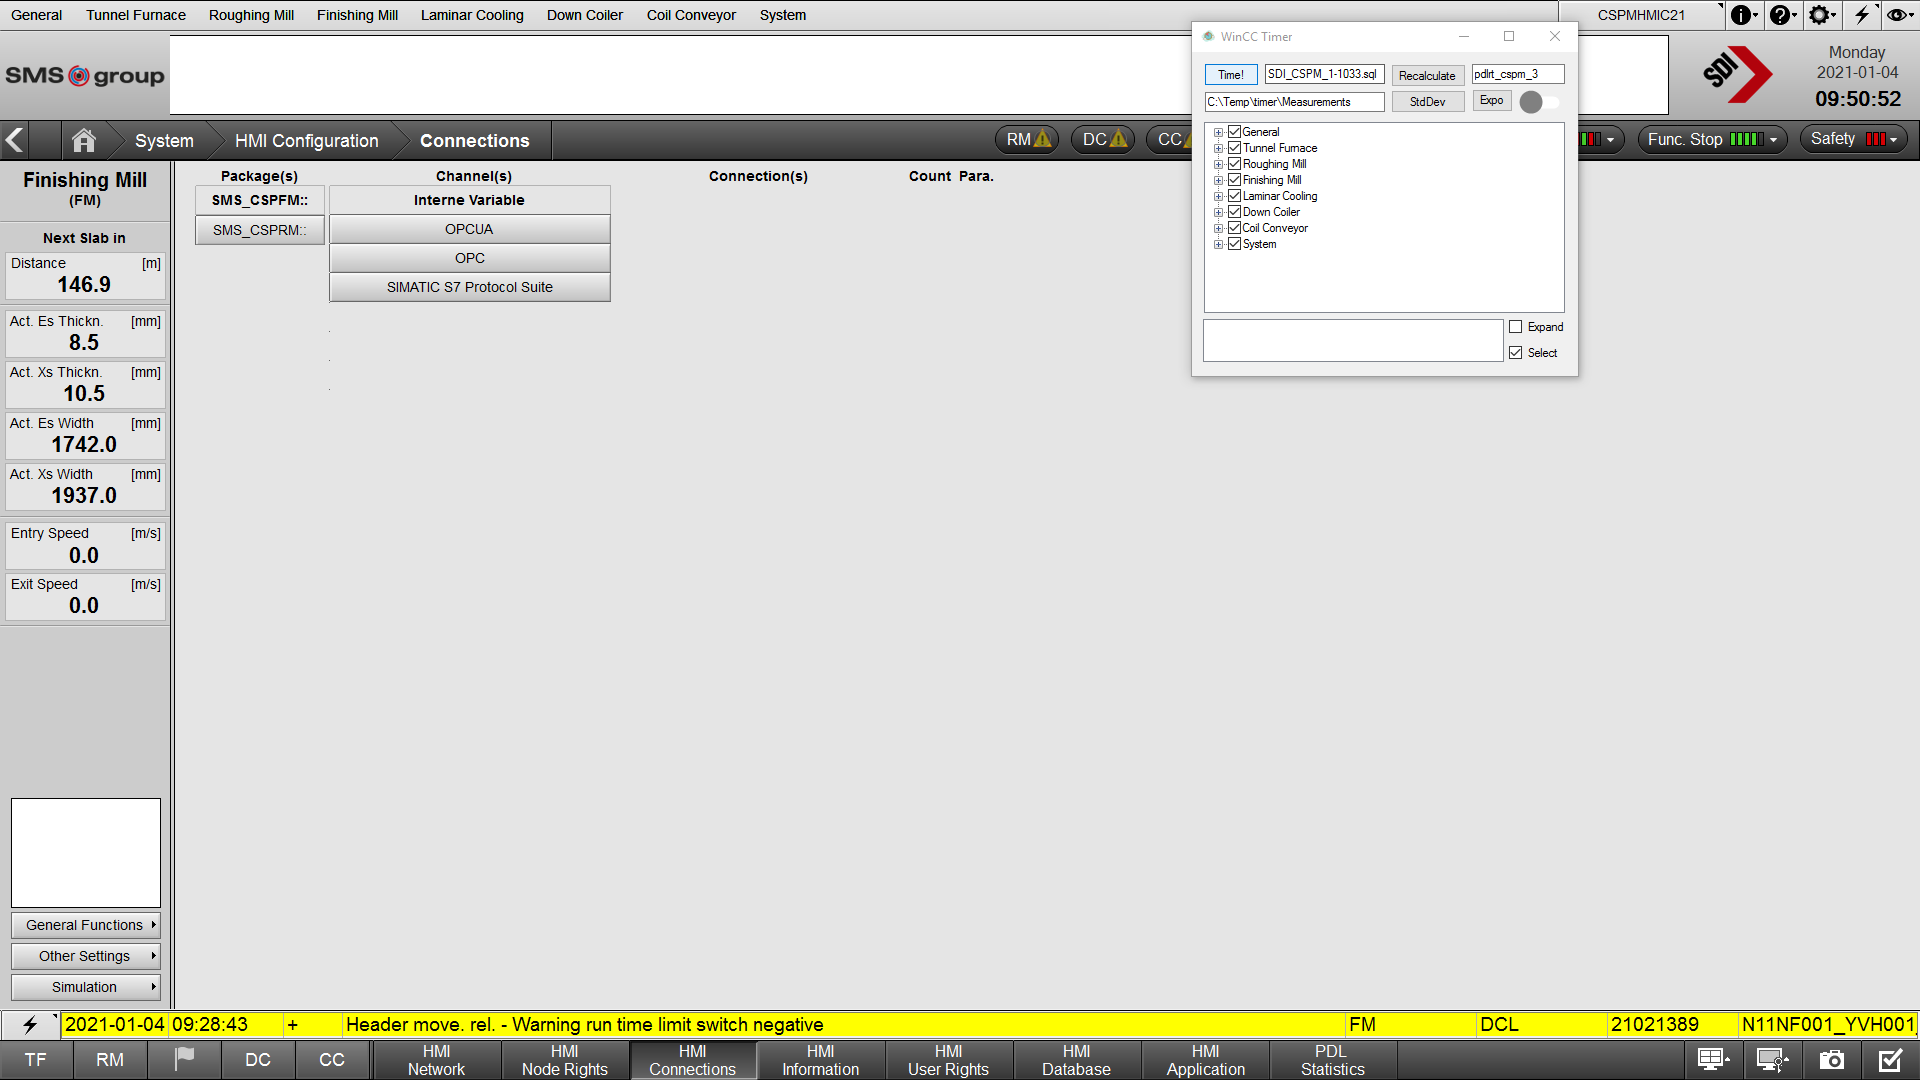 General Tunnel Furnace Roughing Mill Finishing Mill Laminar Cooling Down Coiler Coil Conveyor System CSPMHMIC21
SMS group
WinCC Timer
Time! SDI_CSPM_1-1033.sql Recalculate pdlrt_cspm_3
C:\Temp\timer\Measurements StdDev Expo
SDI
Monday
2021-01-04
09:50:52
System HMI Configuration Connections RM DC CC Func. Stop Safety
General
Tunnel Furnace
Roughing Mill
Finishing Mill
Laminar Cooling
Down Coiler
Coil Conveyor
System
Expand
Select
Finishing Mill
(FM)
Next Slab in
Distance [m]
146.9
Act. Es Thickn. [mm]
8.5
Act. Xs Thickn. [mm]
10.5
Act. Es Width [mm]
1742.0
Act. Xs Width [mm]
1937.0
Entry Speed [m/s]
0.0
Exit Speed [m/s]
0.0
Package(s) Channel(s) Connection(s) Count Para.
SMS_CSPFM:: Interne Variable
SMS_CSPRM:: OPCUA
OPC
SIMATIC S7 Protocol Suite
General Functions
Other Settings
Simulation
2021-01-04 09:28:43 + Header move. rel. - Warning run time limit switch negative FM DCL 21021389 N11NF001_YVH001
TF RM DC CC
HMI
Network
HMI
Node Rights
HMI
Connections
HMI
Information
HMI
User Rights
HMI
Database
HMI
Application
PDL
Statistics